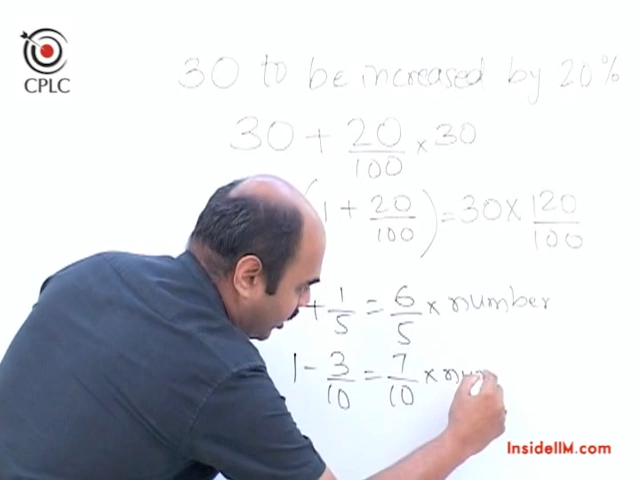 CPLC
30 to be increased by 20%
30 + 20/100 × 30
(1 + 20/100) = 30 × 120/100
+ 1/5 = 6/5 × number
1 - 3/10 = 7/10 × nu
InsideIIM.com